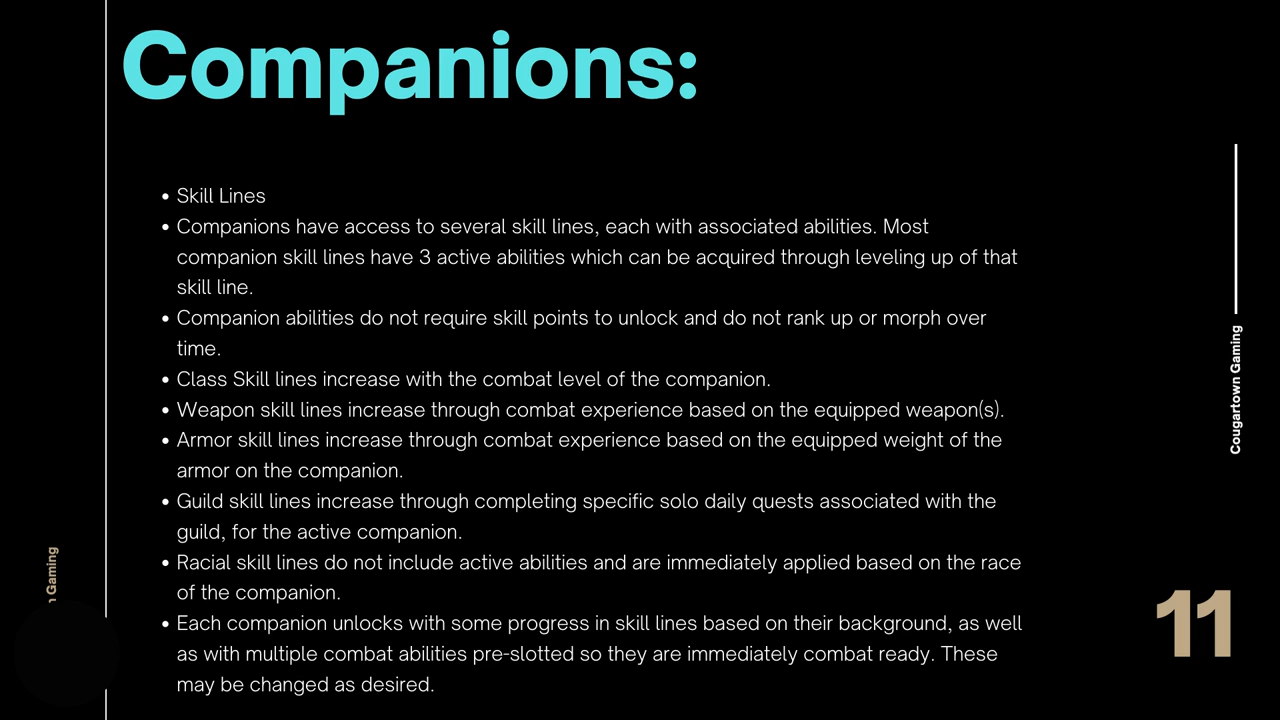 Companions:
• Skill Lines
• Companions have access to several skill lines, each with associated abilities. Most
companion skill lines have 3 active abilities which can be acquired through leveling up of that
skill line.
• Companion abilities do not require skill points to unlock and do not rank up or morph over
time.
• Class Skill lines increase with the combat level of the companion.
• Weapon skill lines increase through combat experience based on the equipped weapon(s).
• Armor skill lines increase through combat experience based on the equipped weight of the
armor on the companion.
• Guild skill lines increase through completing specific solo daily quests associated with the
guild, for the active companion.
• Racial skill lines do not include active abilities and are immediately applied based on the race
of the companion.
• Each companion unlocks with some progress in skill lines based on their background, as well
as with multiple combat abilities pre-slotted so they are immediately combat ready. These
may be changed as desired.
Cougartown Gaming
11
Gaming